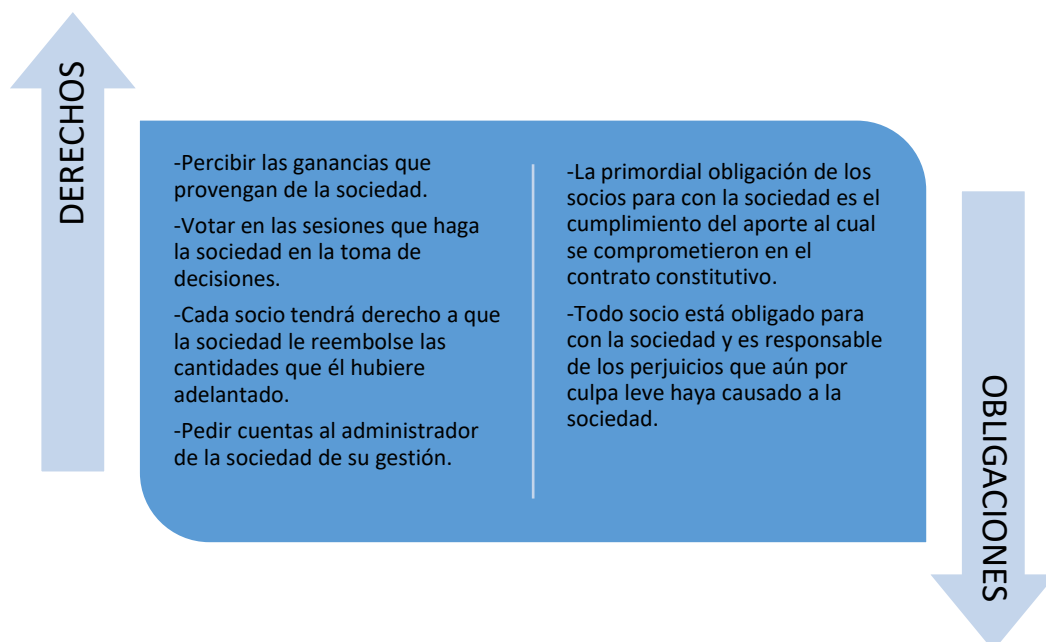 DERECHOS
-Percibir las ganancias que
provengan de la sociedad.
-Votar en las sesiones que haga
la sociedad en la toma de
decisiones.
-Cada socio tendrá derecho a que
la sociedad le reembolse las
cantidades que él hubiere
adelantado.
-Pedir cuentas al administrador
de la sociedad de su gestión.
-La primordial obligación de los
socios para con la sociedad es el
cumplimiento del aporte al cual
se comprometieron en el
contrato constitutivo.
-Todo socio está obligado para
con la sociedad y es responsable
de los perjuicios que aún por
culpa leve haya causado a la
sociedad.
OBLIGACIONES